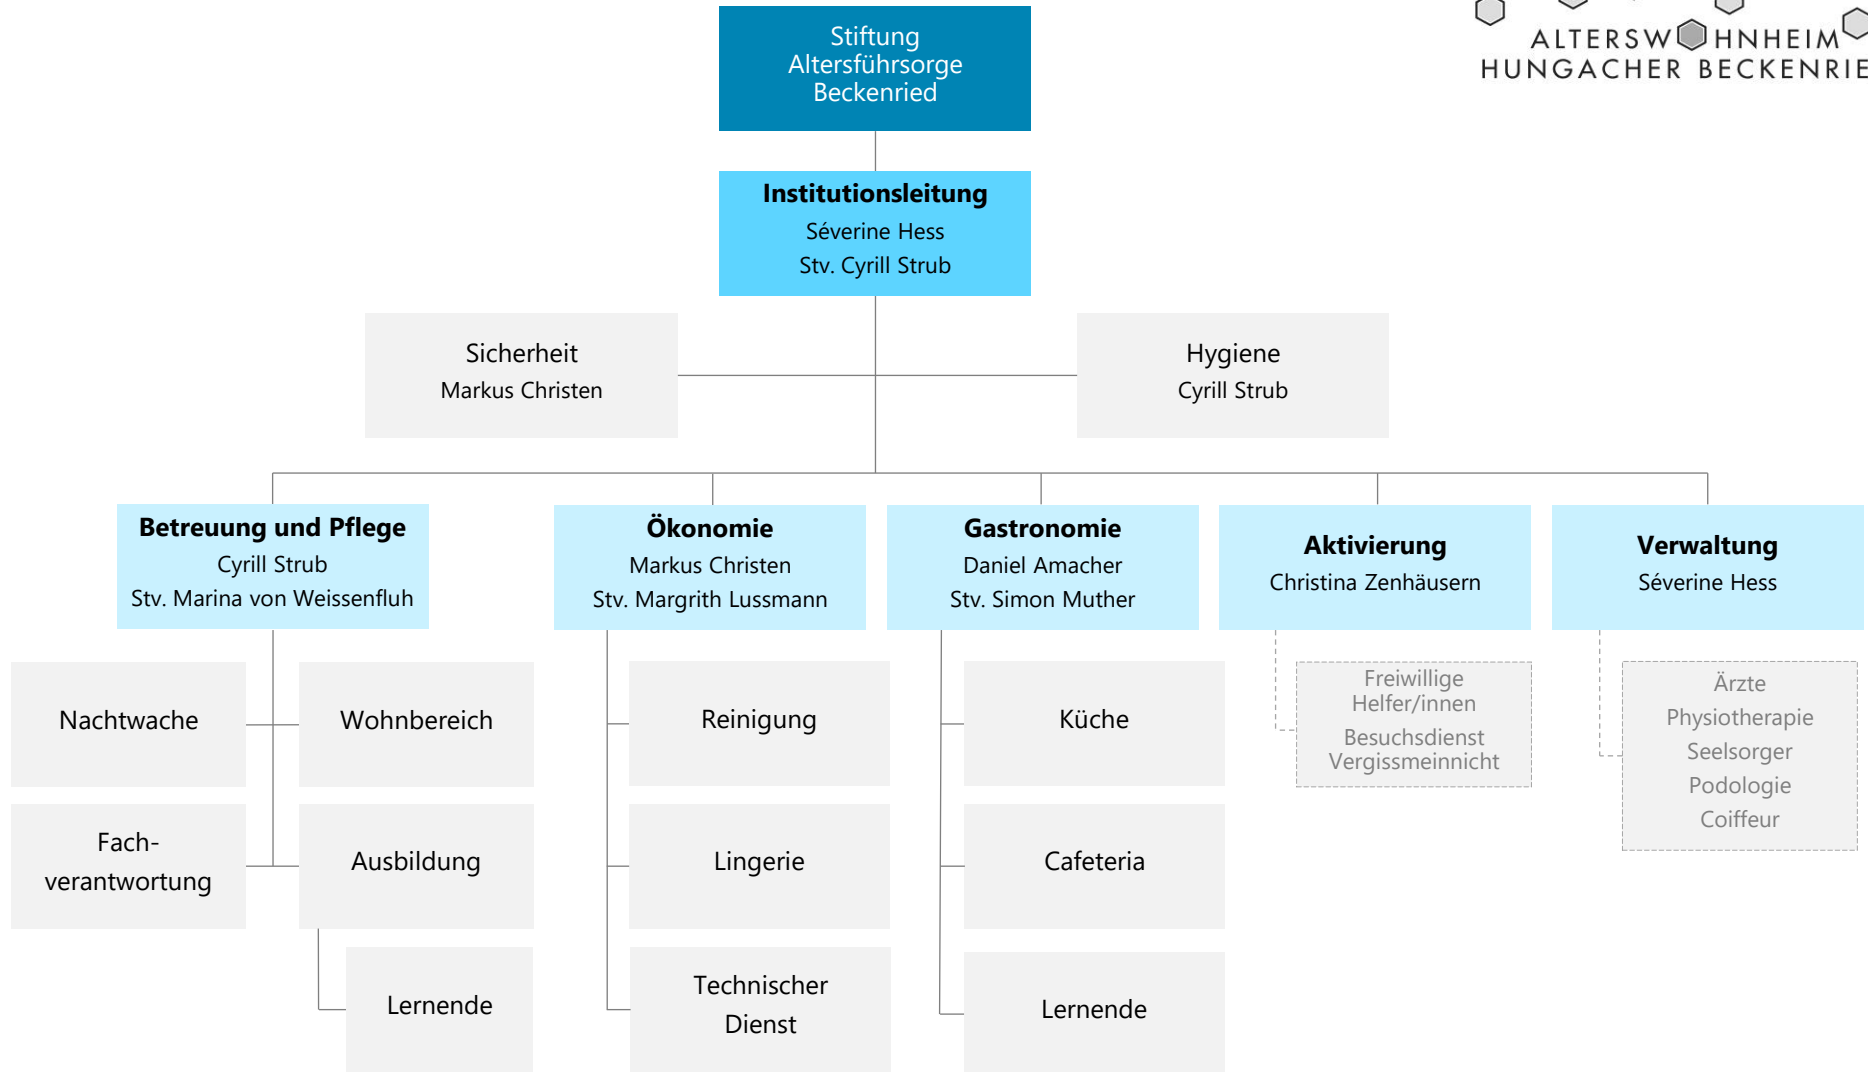 Stiftung
Altersführsorge
Beckenried
ALTERSWOHNHEIM
HUNGACHER BECKENRIE
Institutionsleitung
Séverine Hess
Stv. Cyrill Strub
Sicherheit
Markus Christen
Hygiene
Cyrill Strub
Betreuung und Pflege
Cyrill Strub
Stv. Marina von Weissenfluh
Ökonomie
Markus Christen
Stv. Margrith Lussmann
Gastronomie
Daniel Amacher
Stv. Simon Muther
Aktivierung
Christina Zenhäusern
Verwaltung
Séverine Hess
Nachtwache
Wohnbereich
Fach-
verantwortung
Ausbildung
Lernende
Reinigung
Lingerie
Technischer
Dienst
Küche
Cafeteria
Lernende
Freiwillige
Helfer/innen
Besuchsdienst
Vergissmeinnicht
Ärzte
Physiotherapie
Seelsorger
Podologie
Coiffeur